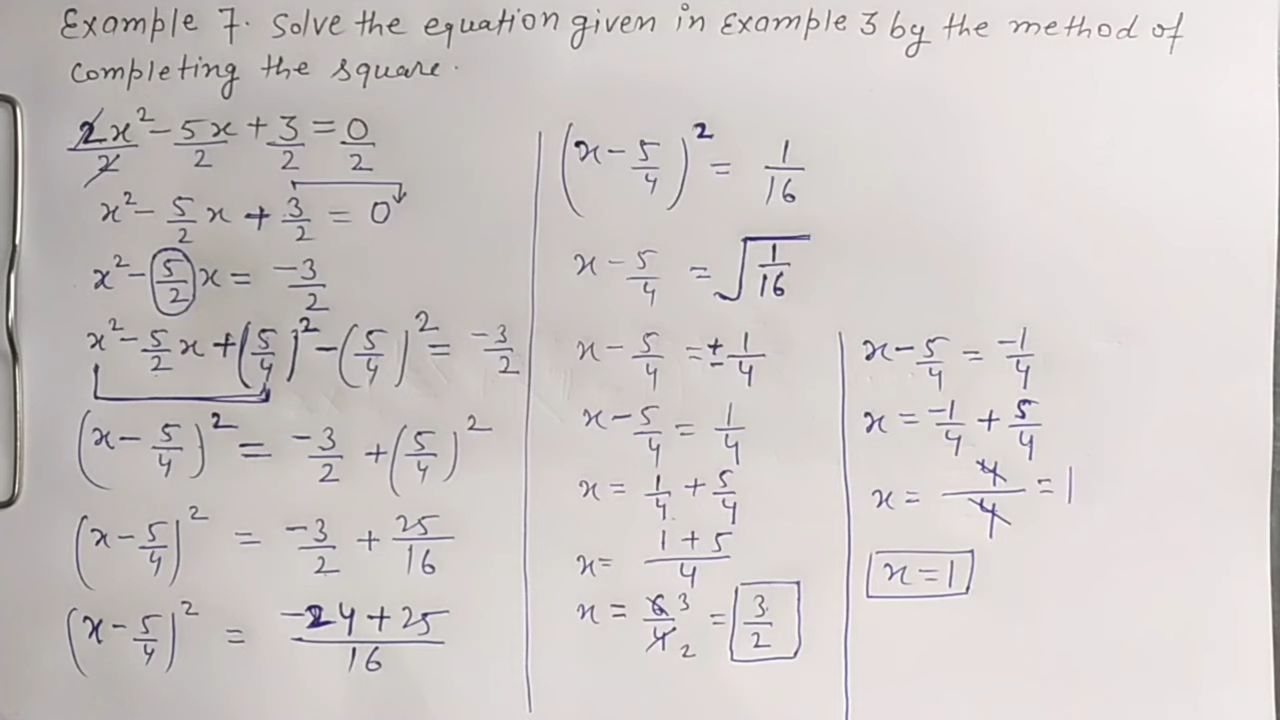 Example 7. Solve the equation given in Example 3 by the method of
completing the square.
2x²/2 - 5x/2 + 3/2 = 0/2
x² - 5/2 x + 3/2 = 0
x² - 5/2 x = -3/2
x² - 5/2 x + (5/4)² - (5/4)² = -3/2
(x - 5/4)² = -3/2 + (5/4)²
(x - 5/4)² = -3/2 + 25/16
(x - 5/4)² = -24+25/16
(x - 5/4)² = 1/16
x - 5/4 = √1/16
x - 5/4 = ± 1/4
x - 5/4 = 1/4
x = 1/4 + 5/4
x = 1+5/4
x = 6/4 3 2 = 3/2
x - 5/4 = -1/4
x = -1/4 + 5/4
x = 4/4 = 1
x = 1